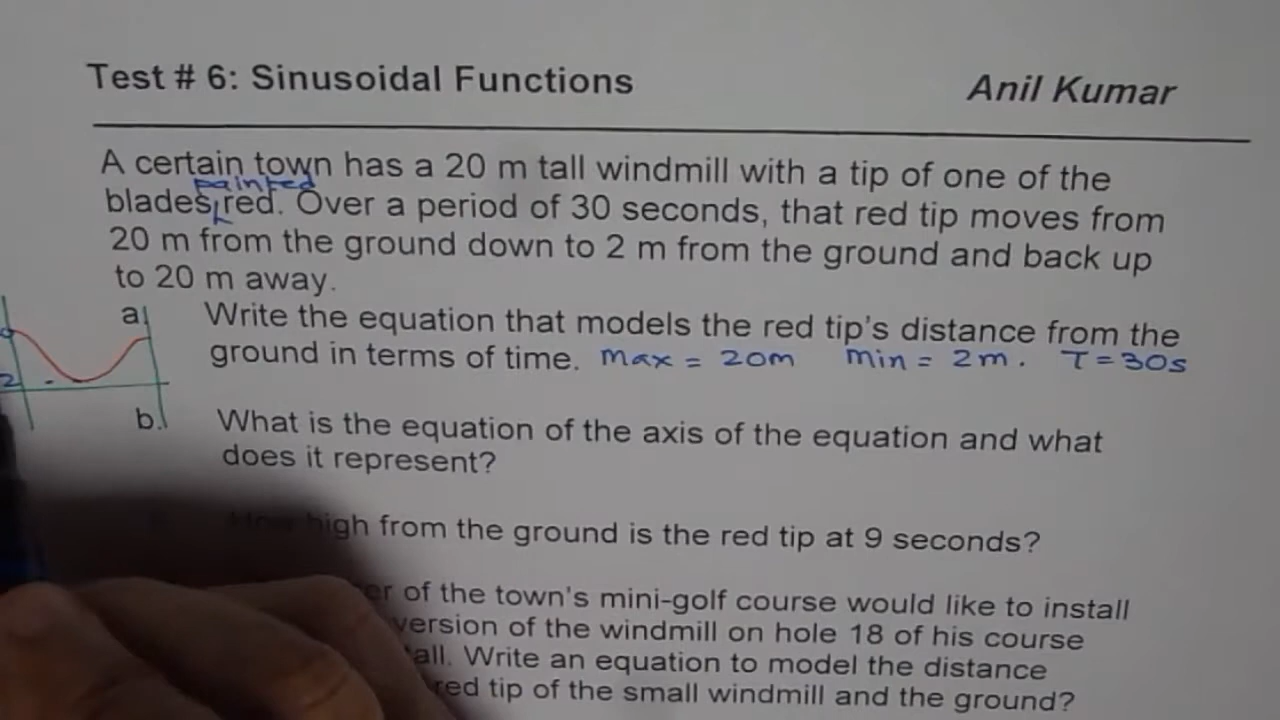 Test # 6: Sinusoidal Functions Anil Kumar
A certain town has a 20 m tall windmill with a tip of one of the
painted
blades, red. Over a period of 30 seconds, that red tip moves from
20 m from the ground down to 2 m from the ground and back up
to 20 m away.
a. Write the equation that models the red tip's distance from the
ground in terms of time. max = 20m min = 2m. T = 30s
2
b. What is the equation of the axis of the equation and what
does it represent?
high from the ground is the red tip at 9 seconds?
of the town's mini-golf course would like to install
version of the windmill on hole 18 of his course
Write an equation to model the distance
red tip of the small windmill and the ground?